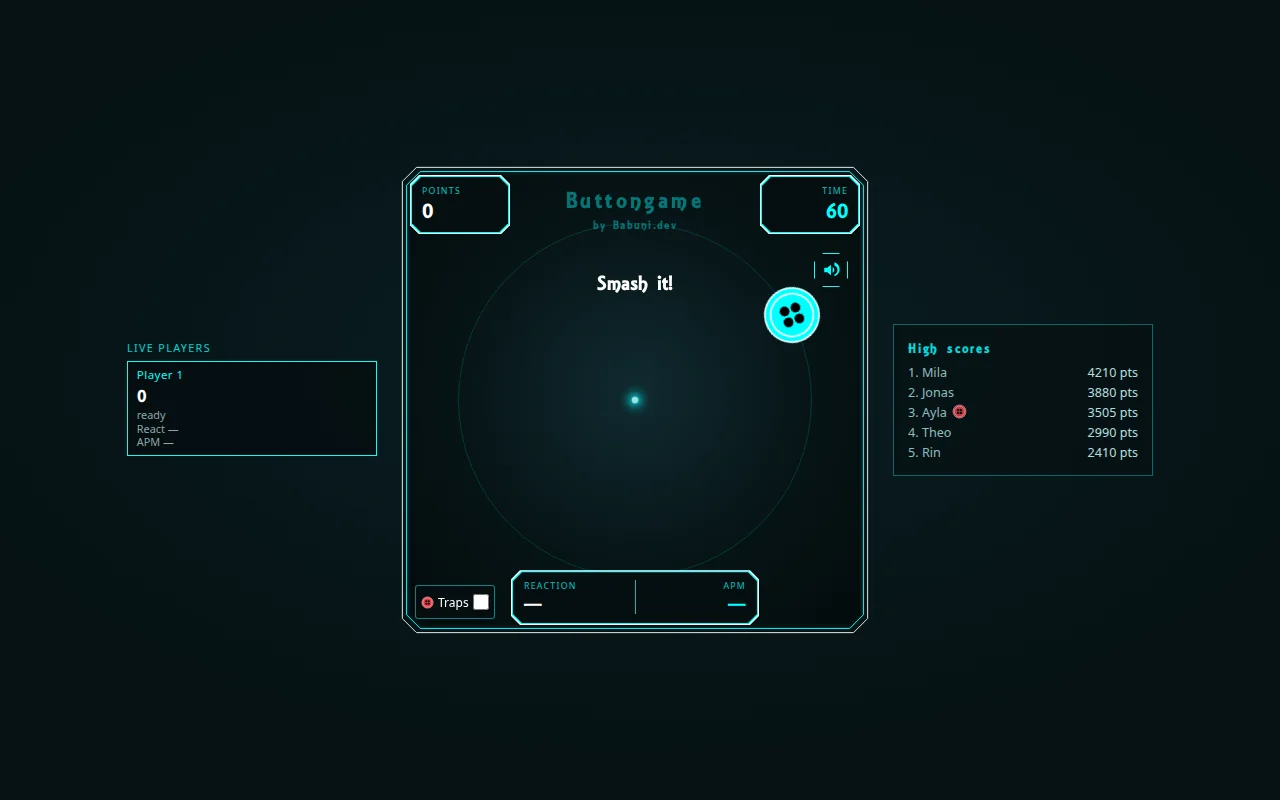 POINTS
0
Buttongame
by Babuni.dev
TIME
60
Smash it!
LIVE PLAYERS
Player 1
0
ready
React —
APM —
High scores
1. Mila 4210 pts
2. Jonas 3880 pts
3. Ayla 3505 pts
4. Theo 2990 pts
5. Rin 2410 pts
Traps
REACTION
—
APM
—